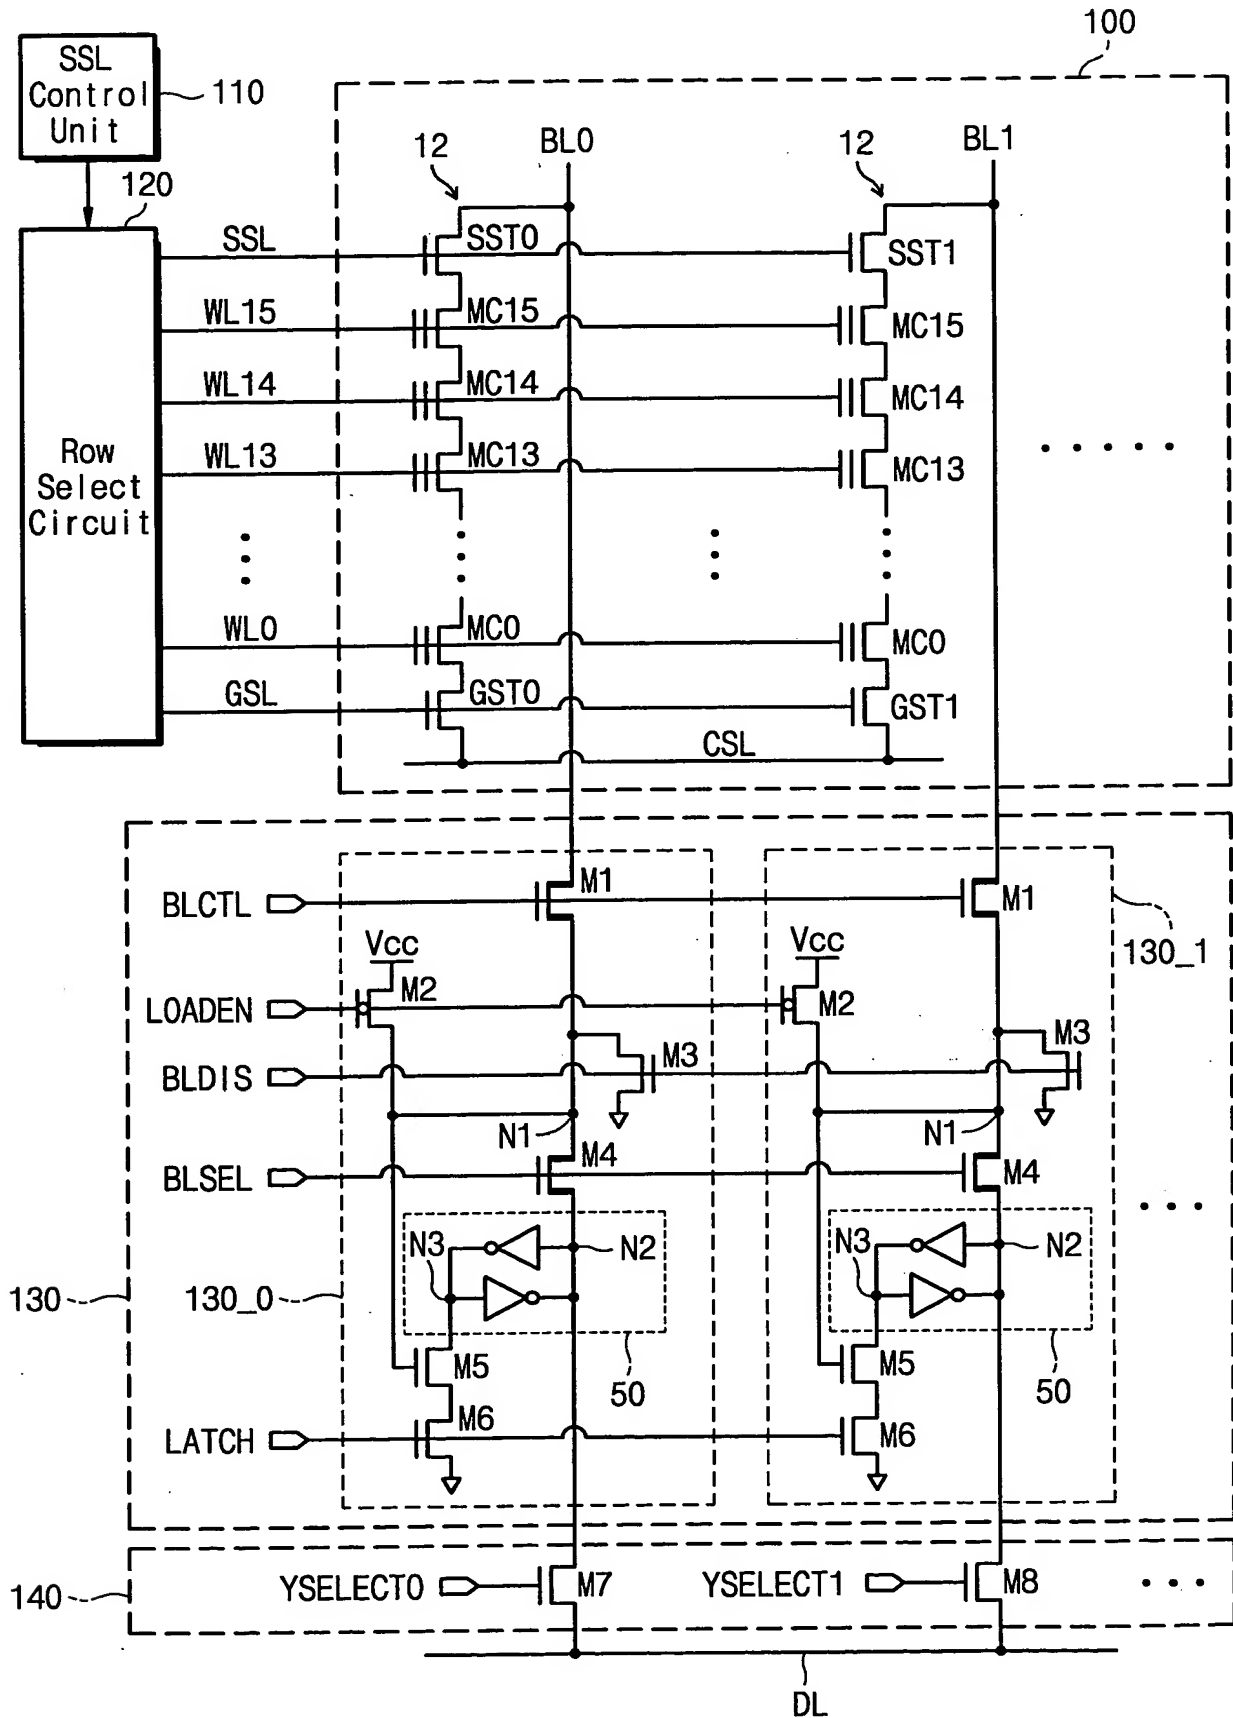 100
SSL
Control
Unit
110
12
BL0
12
BL1
120
SSL
SST0
SST1
WL15
MC15
MC15
WL14
MC14
MC14
WL13
MC13
MC13
Row
Select
Circuit
WL0
MC0
MC0
GSL
GST0
GST1
CSL
BLCTL
M1
M1
130_1
Vcc
Vcc
LOADEN
M2
M2
BLDIS
M3
M3
N1
N1
BLSEL
M4
M4
N3
N2
N3
N2
130
130_0
M5
50
M5
50
LATCH
M6
M6
140
YSELECT0
M7
YSELECT1
M8
DL